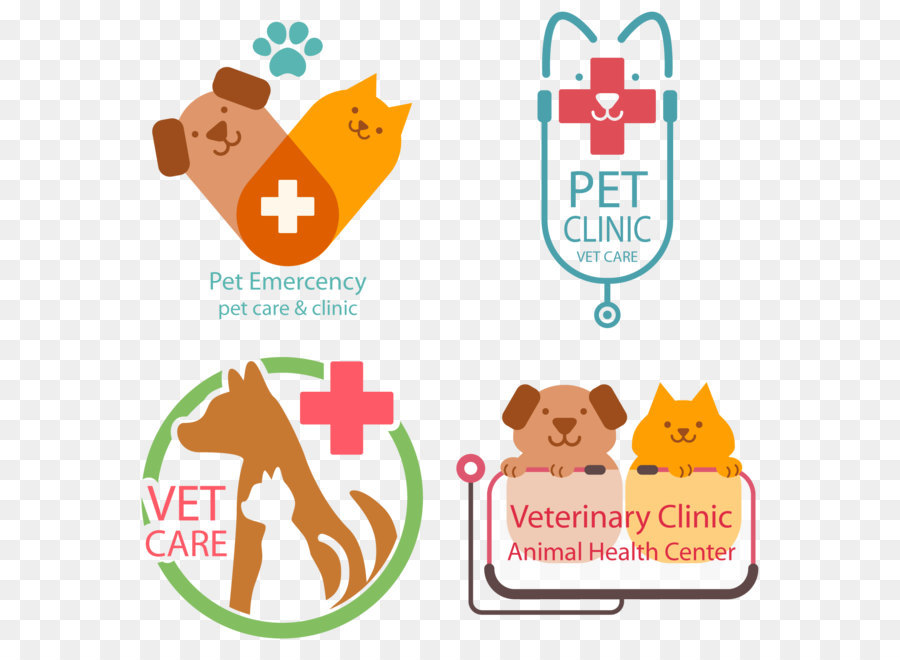 Pet Emercency
pet care & clinic
PET
CLINIC
VET CARE
VET
CARE
Veterinary Clinic
Animal Health Center